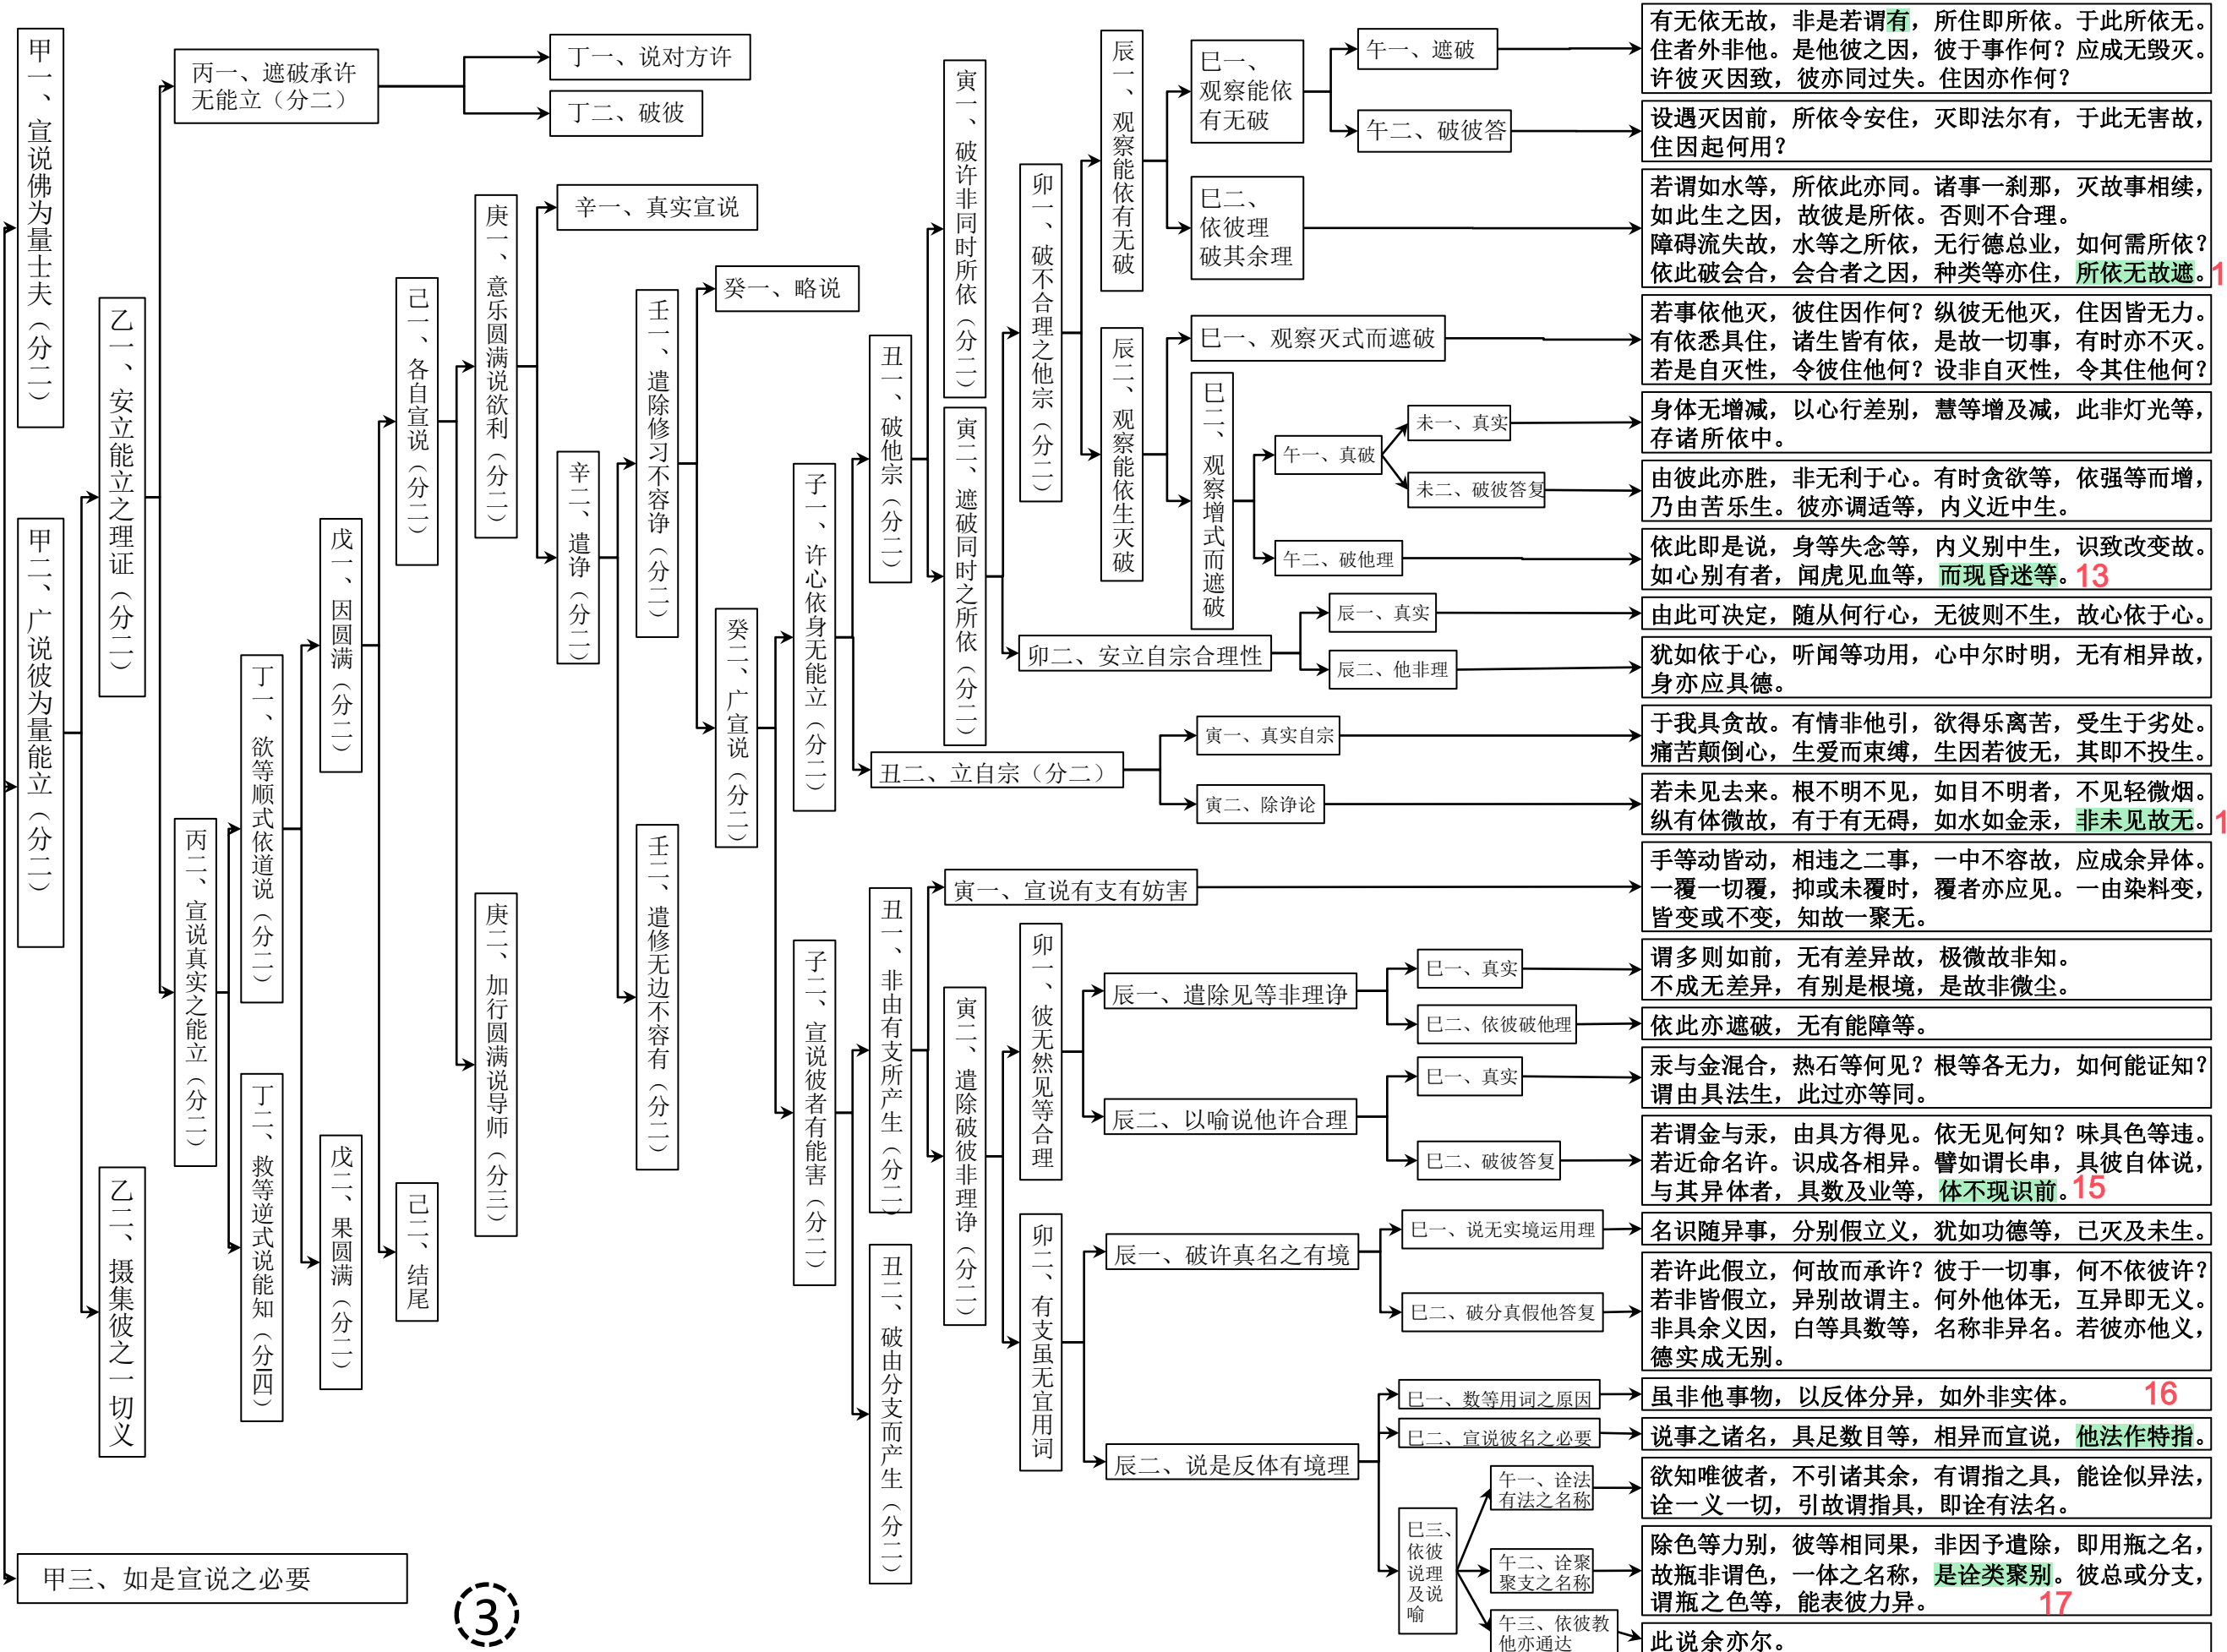 甲一、宣说佛为量士夫（分二）
甲二、广说彼为量能立（分二）
甲三、如是宣说之必要
乙一、安立能立之理证（分二）
乙二、摄集彼之一切义
丙一、遮破承许
无能立（分二）
丙二、宣说真实之能立（分二）
丁一、说对方许
丁二、破彼
丁一、欲等顺式依道说（分二）
丁二、救等逆式说能知（分四）
戊一、因圆满（分二）
戊二、果圆满（分二）
己一、各自宣说（分二）
己二、结尾
庚一、意乐圆满说欲利（分二）
庚二、加行圆满说导师（分三）
辛一、真实宣说
辛二、遣诤（分二）
壬一、遣除修习不容诤（分二）
壬二、遣修无边不容有（分二）
癸一、略说
癸二、广宣说（分二）
子一、许心依身无能立（分二）
子二、宣说彼者有能害（分二）
丑一、破他宗（分二）
丑二、立自宗（分二）
丑一、非由有支所产生（分二）
丑二、破由分支而产生（分二）
寅一、破许非同时所依（分二）
寅二、遮破同时之所依（分二）
寅一、真实自宗
寅二、除诤论
寅一、宣说有支有妨害
寅二、遣除破彼非理诤（分二）
卯一、破不合理之他宗（分二）
卯二、安立自宗合理性
卯一、彼无然见等合理
卯二、有支虽无宜用词
辰一、观察能依有无破
辰二、观察能依生灭破
辰一、真实
辰二、他非理
辰一、遣除见等非理诤
辰二、以喻说他许合理
辰一、破许真名之有境
辰二、说是反体有境理
巳一、
观察能依
有无破
巳二、
依彼理
破其余理
巳一、观察灭式而遮破
巳二、观察增式而遮破
巳一、真实
巳二、依彼破他理
巳一、真实
巳二、破彼答复
巳一、说无实境运用理
巳二、破分真假他答复
巳一、数等用词之原因
巳二、宣说彼名之必要
巳三、
依彼
说理
及说
喻
午一、遮破
午二、破彼答
午一、真破
午二、破他理
未一、真实
未二、破彼答复
午一、诠法
有法之名称
午二、诠聚
聚支之名称
午三、依彼教
他亦通达
有无依无故，非是若谓有，所住即所依。于此所依无。
住者外非他。是他彼之因，彼于事作何？应成无毁灭。
许彼灭因致，彼亦同过失。住因亦作何？
设遇灭因前，所依令安住，灭即法尔有，于此无害故，
住因起何用？
若谓如水等，所依此亦同。诸事一刹那，灭故事相续，
如此生之因，故彼是所依。否则不合理。
障碍流失故，水等之所依，无行德总业，如何需所依？
依此破会合，会合者之因，种类等亦住，所依无故遮。1
若事依他灭，彼住因作何？纵彼无他灭，住因皆无力。
有依悉具住，诸生皆有依，是故一切事，有时亦不灭。
若是自灭性，令彼住他何？设非自灭性，令其住他何？
身体无增减，以心行差别，慧等增及减，此非灯光等，
存诸所依中。
由彼此亦胜，非无利于心。有时贪欲等，依强等而增，
乃由苦乐生。彼亦调适等，内义近中生。
依此即是说，身等失念等，内义别中生，识致改变故。
如心别有者，闻虎见血等，而现昏迷等。13
由此可决定，随从何行心，无彼则不生，故心依于心。
犹如依于心，听闻等功用，心中尔时明，无有相异故，
身亦应具德。
于我具贪故。有情非他引，欲得乐离苦，受生于劣处。
痛苦颠倒心，生爱而束缚，生因若彼无，其即不投生。
若未见去来。根不明不见，如目不明者，不见轻微烟。
纵有体微故，有于有无碍，如水如金汞，非未见故无。1
手等动皆动，相违之二事，一中不容故，应成余异体。
一覆一切覆，抑或未覆时，覆者亦应见。一由染料变，
皆变或不变，知故一聚无。
谓多则如前，无有差异故，极微故非知。
不成无差异，有别是根境，是故非微尘。
依此亦遮破，无有能障等。
汞与金混合，热石等何见？根等各无力，如何能证知？
谓由具法生，此过亦等同。
若谓金与汞，由具方得见。依无见何知？味具色等违。
若近命名许。识成各相异。譬如谓长串，具彼自体说，
与其异体者，具数及业等，体不现识前。15
名识随异事，分别假立义，犹如功德等，已灭及未生。
若许此假立，何故而承许？彼于一切事，何不依彼许？
若非皆假立，异别故谓主。何外他体无，互异即无义。
非具余义因，白等具数等，名称非异名。若彼亦他义，
德实成无别。
虽非他事物，以反体分异，如外非实体。 16
说事之诸名，具足数目等，相异而宣说，他法作特指。
欲知唯彼者，不引诸其余，有谓指之具，能诠似异法，
诠一义一切，引故谓指具，即诠有法名。
除色等力别，彼等相同果，非因予遣除，即用瓶之名，
故瓶非谓色，一体之名称，是诠类聚别。彼总或分支，
谓瓶之色等，能表彼力异。 17
此说余亦尔。
3